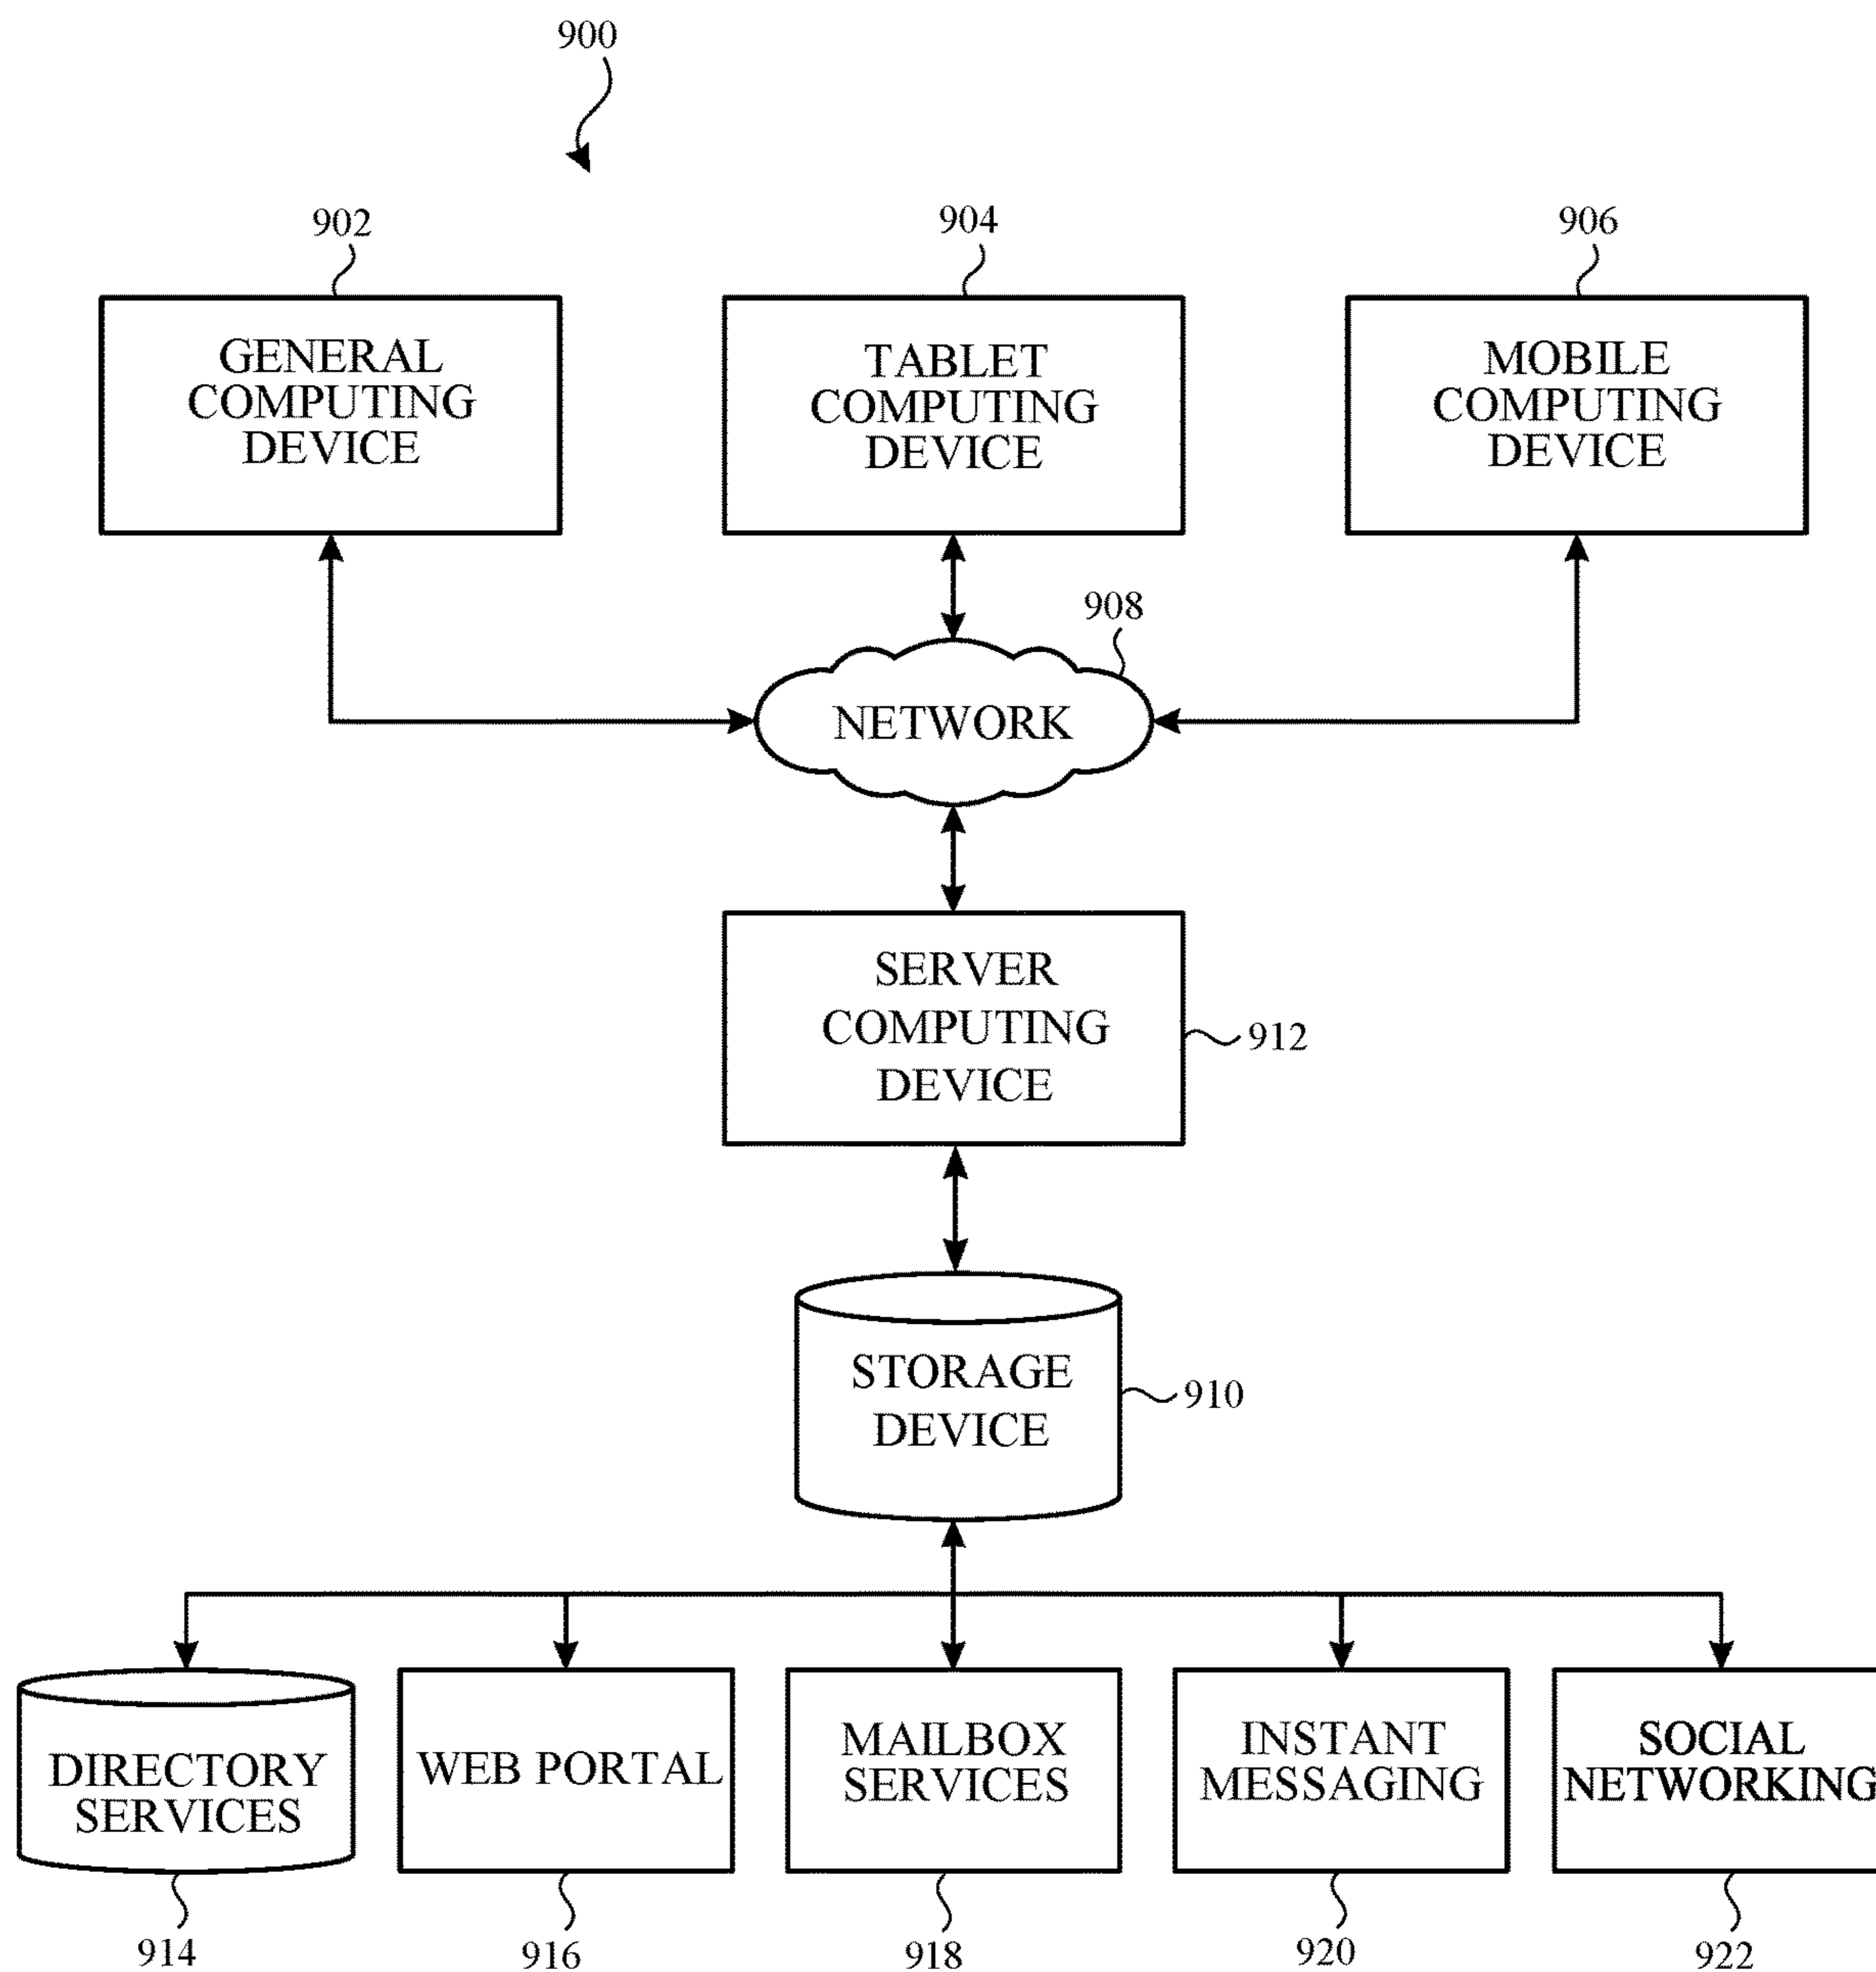 900
902
904
906
GENERAL
COMPUTING
DEVICE
TABLET
COMPUTING
DEVICE
MOBILE
COMPUTING
DEVICE
908
NETWORK
SERVER
COMPUTING
DEVICE
912
STORAGE
DEVICE
910
DIRECTORY
SERVICES
WEB PORTAL
MAILBOX
SERVICES
INSTANT
MESSAGING
SOCIAL
NETWORKING
914
916
918
920
922